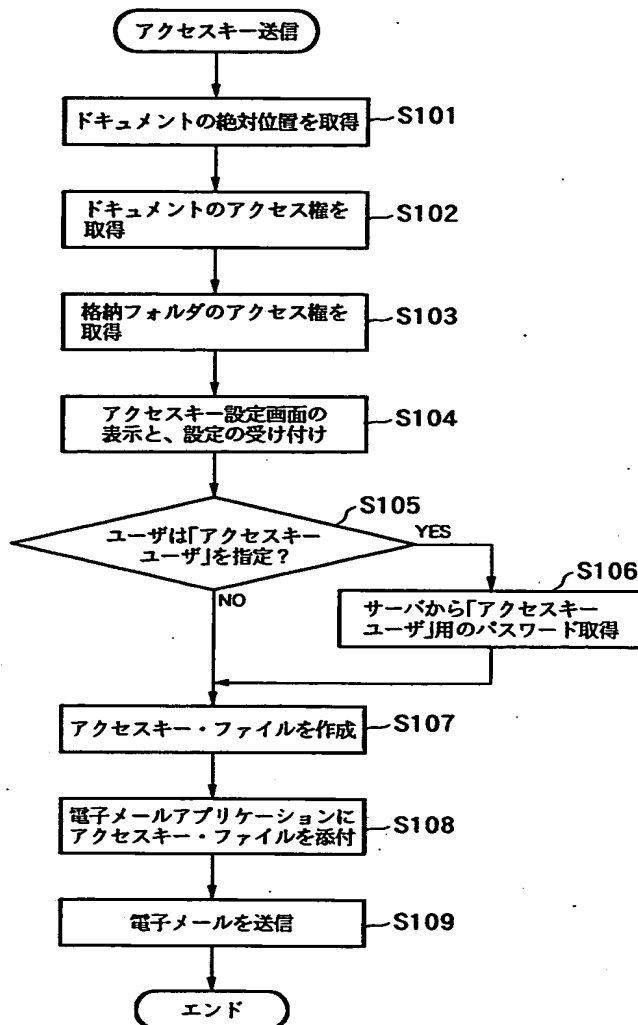 アクセスキー送信
ドキュメントの絶対位置を取得
S101
ドキュメントのアクセス権を
取得
S102
格納フォルダのアクセス権を
取得
S103
アクセスキー設定画面の
表示と、設定の受け付け
S104
S105
ユーザは「アクセスキー
ユーザ」を指定?
YES
NO
S106
サーバから「アクセスキー
ユーザ」用のパスワード取得
アクセスキー・ファイルを作成
S107
電子メールアプリケーションに
アクセスキー・ファイルを添付
S108
電子メールを送信
S109
エンド